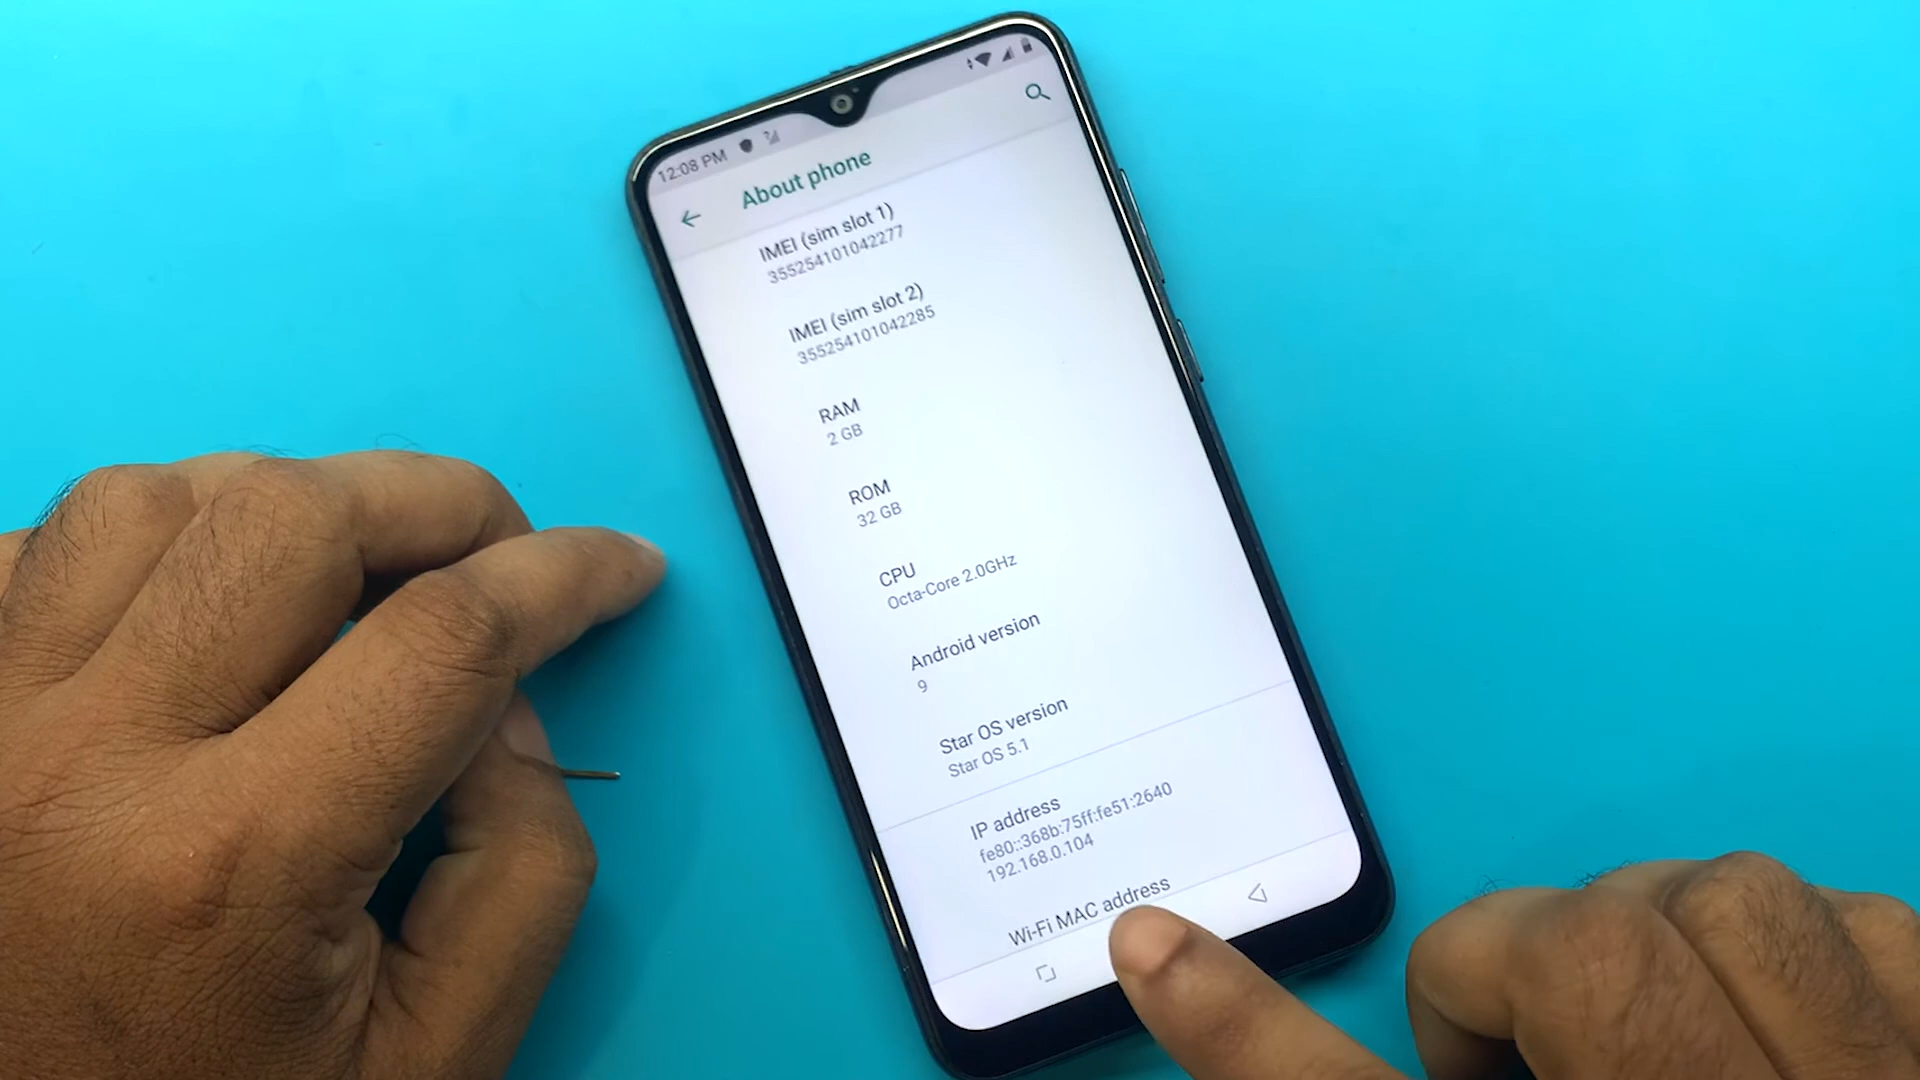 12:08 PM
About phone
IMEI (sim slot 1)
355254101042277
IMEI (sim slot 2)
355254101042285
RAM
2 GB
ROM
32 GB
CPU
Octa-Core 2.0GHz
Android version
9
Star OS version
Star OS 5.1
IP address
fe80::368b:75ff:fe51:2640
192.168.0.104
Wi-Fi MAC address